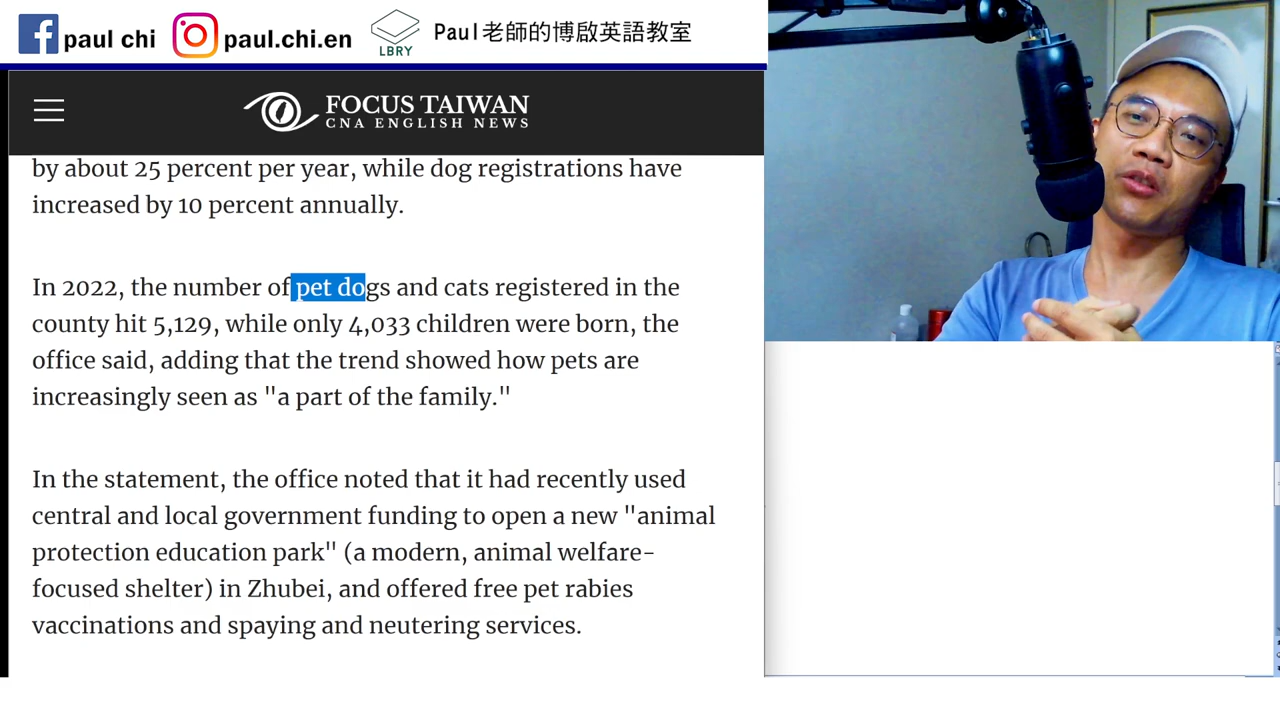 paul chi
paul.chi.en
LBRY
Paul老師的博啟英語教室
FOCUS TAIWAN
CNA ENGLISH NEWS
by about 25 percent per year, while dog registrations have
increased by 10 percent annually.
In 2022, the number of pet dogs and cats registered in the
county hit 5,129, while only 4,033 children were born, the
office said, adding that the trend showed how pets are
increasingly seen as "a part of the family."
In the statement, the office noted that it had recently used
central and local government funding to open a new "animal
protection education park" (a modern, animal welfare-
focused shelter) in Zhubei, and offered free pet rabies
vaccinations and spaying and neutering services.